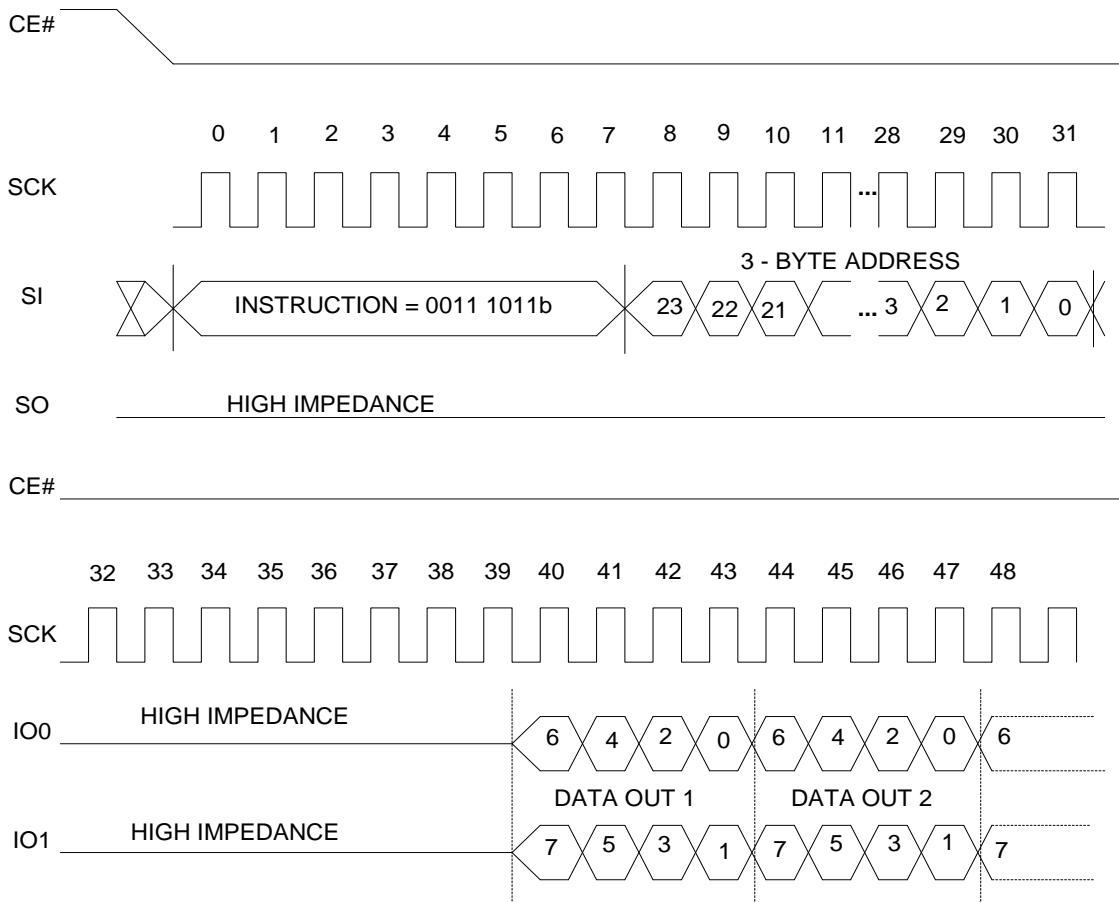 CE#
0 1 2 3 4 5 6 7 8 9 10 11 28 29 30 31
SCK ...
3 - BYTE ADDRESS
SI INSTRUCTION = 0011 1011b 23 22 21 ... 3 2 1 0
SO HIGH IMPEDANCE
CE#
32 33 34 35 36 37 38 39 40 41 42 43 44 45 46 47 48
SCK
IO0 HIGH IMPEDANCE 6 4 2 0 6 4 2 0 6
DATA OUT 1 DATA OUT 2
IO1 HIGH IMPEDANCE 7 5 3 1 7 5 3 1 7